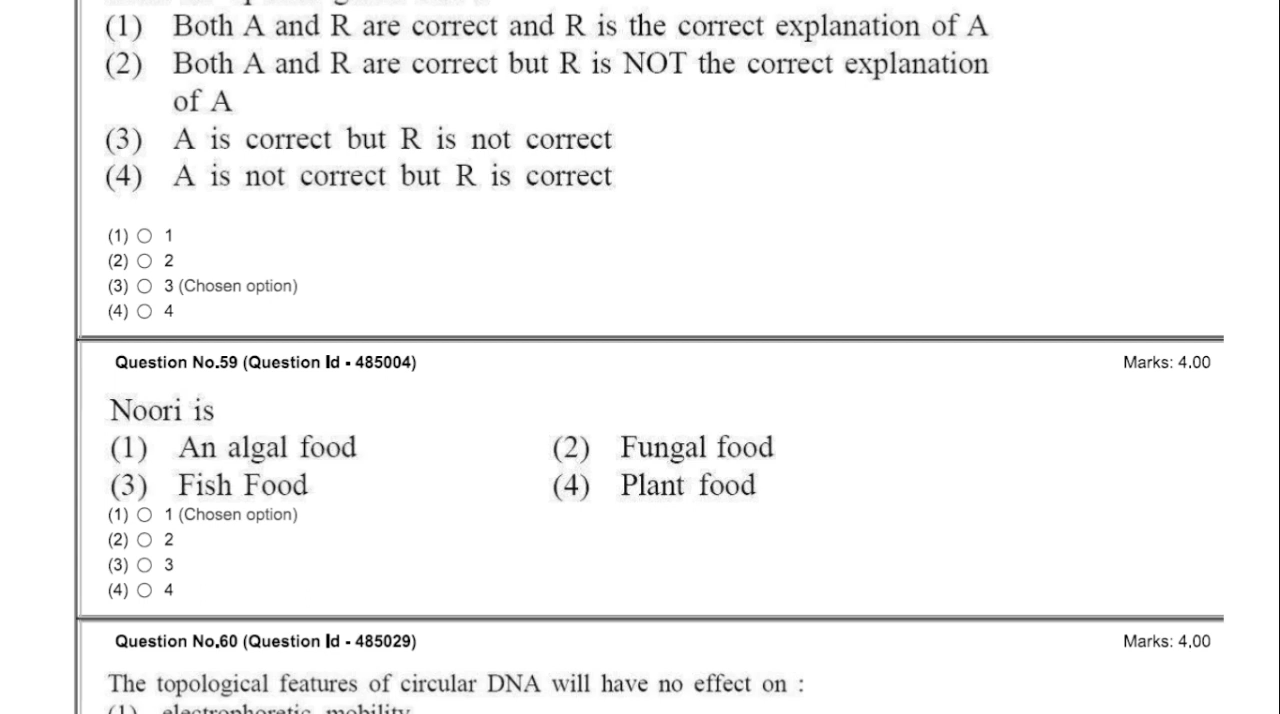 (1) Both A and R are correct and R is the correct explanation of A
(2) Both A and R are correct but R is NOT the correct explanation
of A
(3) A is correct but R is not correct
(4) A is not correct but R is correct
(1) 1
(2) 2
(3) 3 (Chosen option)
(4) 4
Question No.59 (Question Id - 485004) Marks: 4.00
Noori is
(1) An algal food (2) Fungal food
(3) Fish Food (4) Plant food
(1) 1 (Chosen option)
(2) 2
(3) 3
(4) 4
Question No.60 (Question Id - 485029) Marks: 4.00
The topological features of circular DNA will have no effect on :
(1) electrophoretic mobility